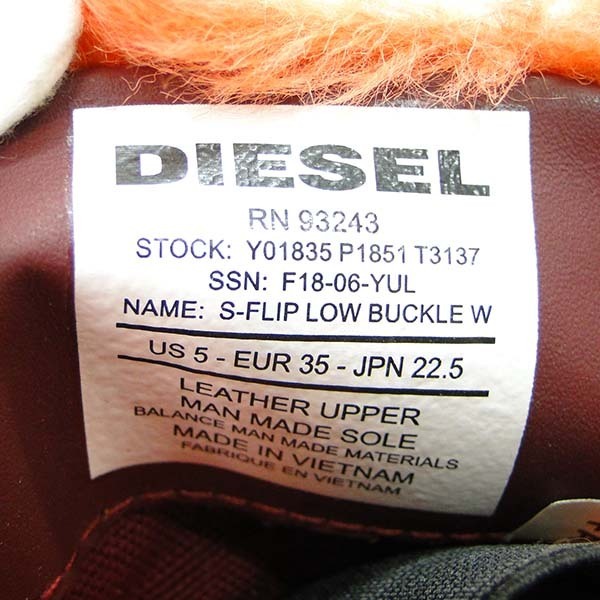 DIESEL
RN 93243
STOCK: Y01835 P1851 T3137
SSN: F18-06-YUL
NAME: S-FLIP LOW BUCKLE W
US 5 - EUR 35 - JPN 22.5
LEATHER UPPER
MAN MADE SOLE
BALANCE MAN MADE MATERIALS
MADE IN VIETNAM
FABRIQUE EN VIETNAM